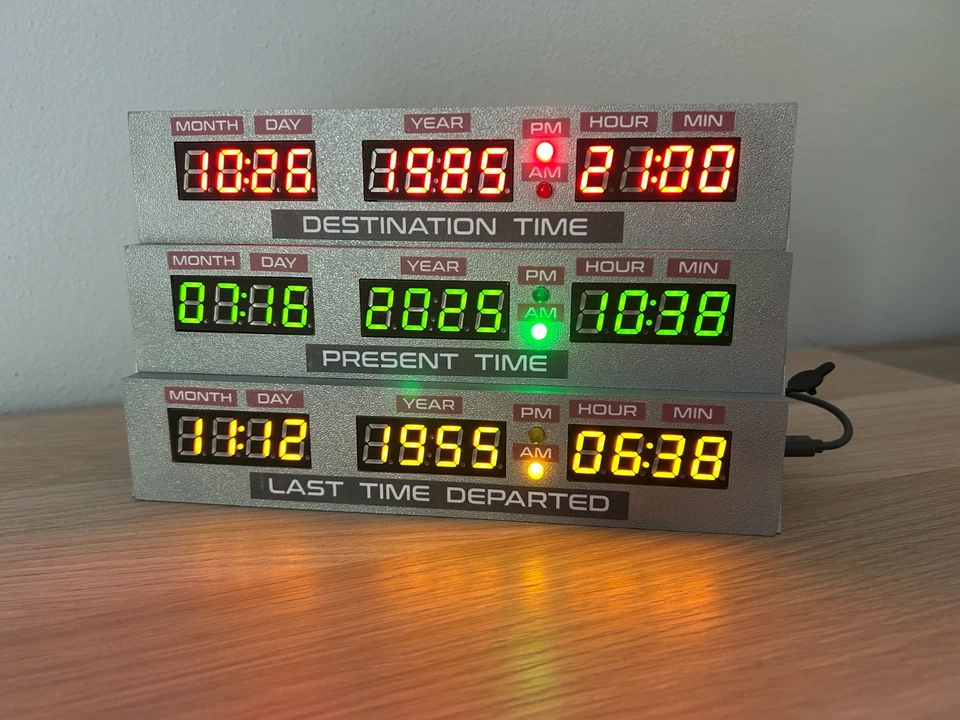 MONTH DAY YEAR PM HOUR MIN
10:26 1985 AM 21:00
DESTINATION TIME
MONTH DAY YEAR PM HOUR MIN
07:16 2025 AM 10:38
PRESENT TIME
MONTH DAY YEAR PM HOUR MIN
11:12 1955 AM 06:38
LAST TIME DEPARTED